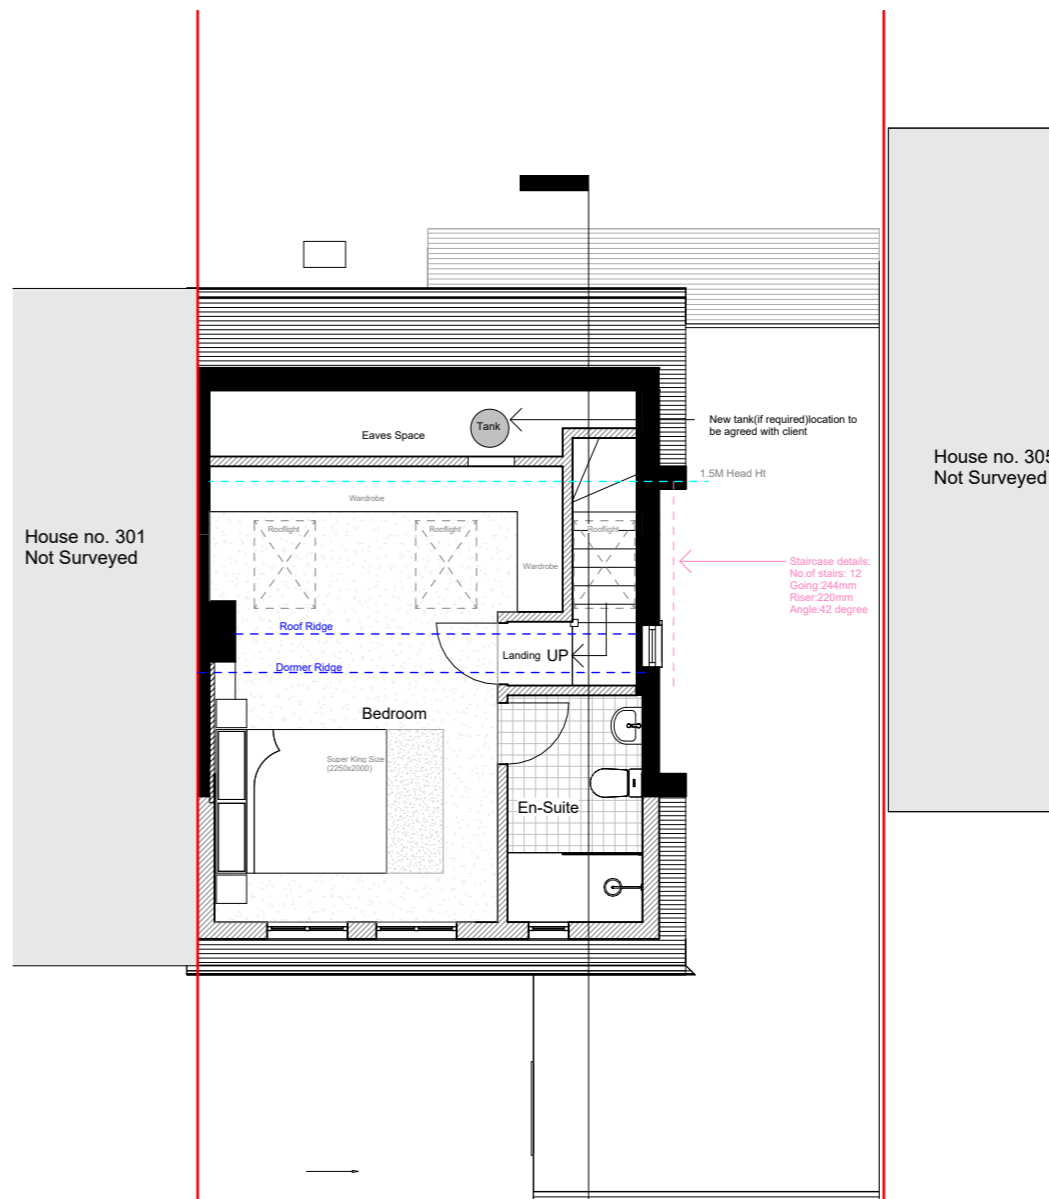 New tank(if required)location to
be agreed with client
Tank
Eaves Space
House no. 305
Not Surveyed
1.5M Head Ht
Wardrobe
Rooflight
Rooflight
Rooflight
House no. 301
Not Surveyed
Wardrobe
Staircase details:
No.of stairs: 12
Going:244mm
Riser:220mm
Angle:42 degree
Roof Ridge
Landing UP
Dormer Ridge
Bedroom
Super King Size
(2250x2000)
En-Suite